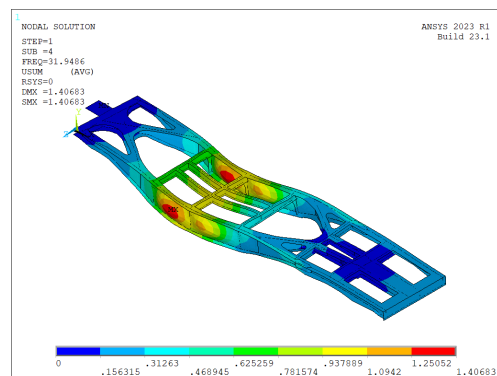 1
NODAL SOLUTION
STEP=1
SUB =4
FREQ=31.9486
USUM (AVG)
RSYS=0
DMX =1.40683
SMX =1.40683
ANSYS 2023 R1
Build 23.1
Y
Z
MX
0 .31263 .625259 .937889 1.25052
.156315 .468945 .781574 1.0942 1.40683